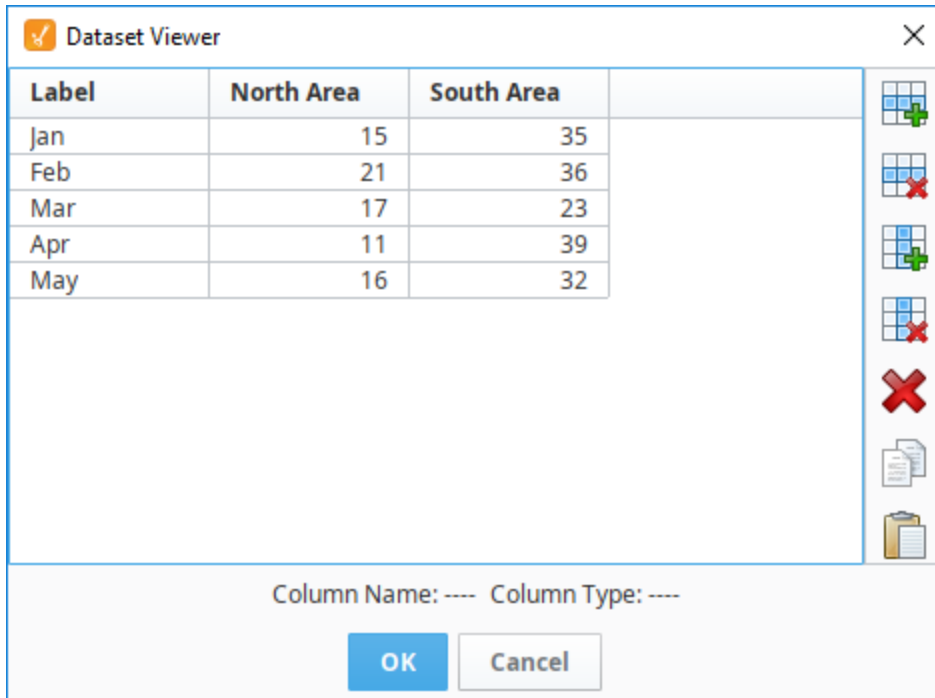 Dataset Viewer
Label North Area South Area
Jan 15 35
Feb 21 36
Mar 17 23
Apr 11 39
May 16 32
Column Name: ---- Column Type: ----
OK Cancel